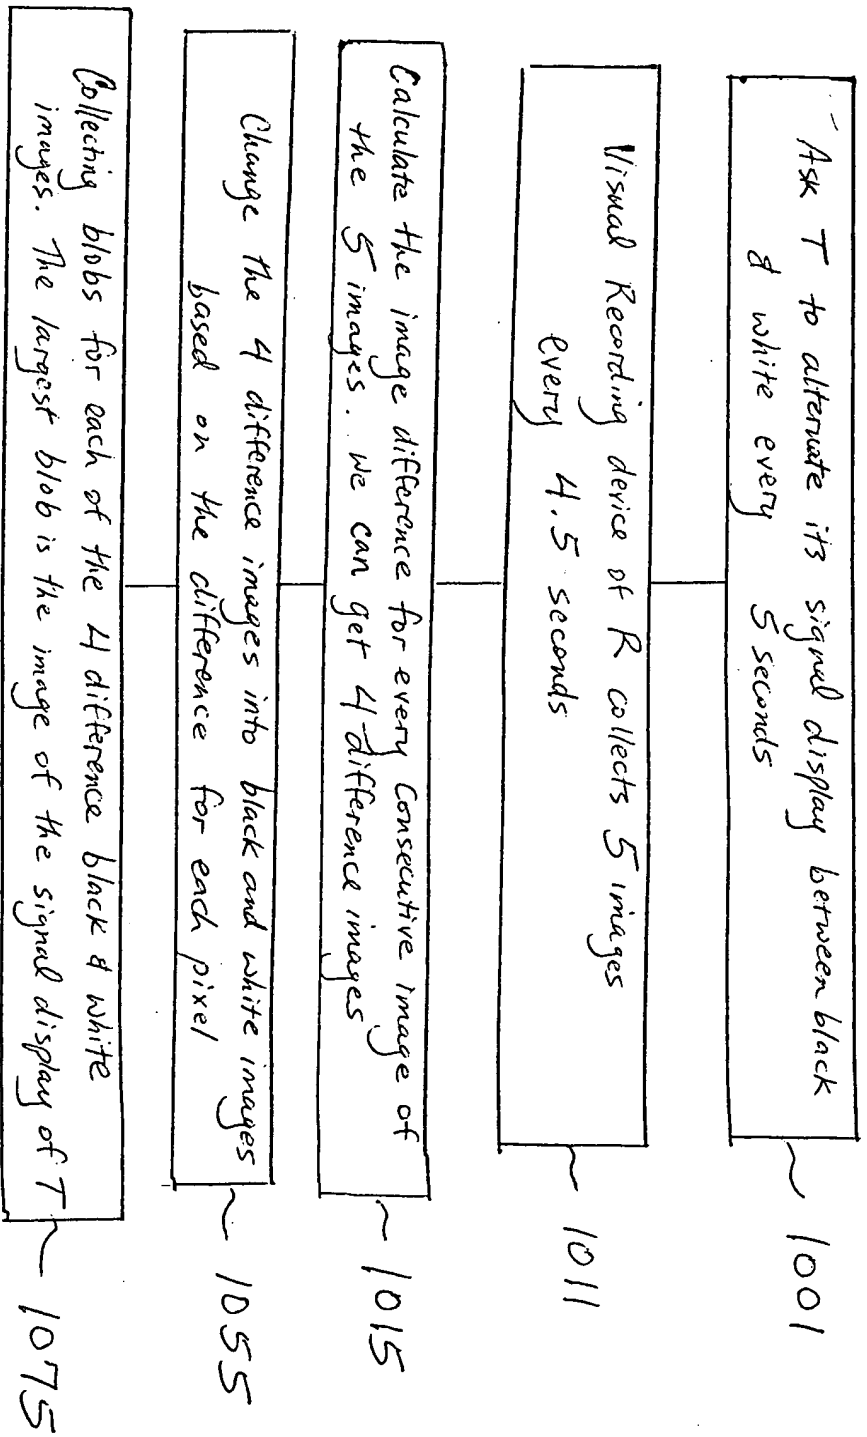 Ask T to alternate its signal display between black
& white every 5 seconds
~ 1001
Visual Recording device of R collects 5 images
every 4.5 seconds
~ 1011
Calculate the image difference for every consecutive image of
the 5 images. We can get 4 difference images
~ 1015
Change the 4 difference images into black and white images
based on the difference for each pixel
~ 1055
Collecting blobs for each of the 4 difference black & white
images. The largest blob is the image of the signal display of T
~ 1075